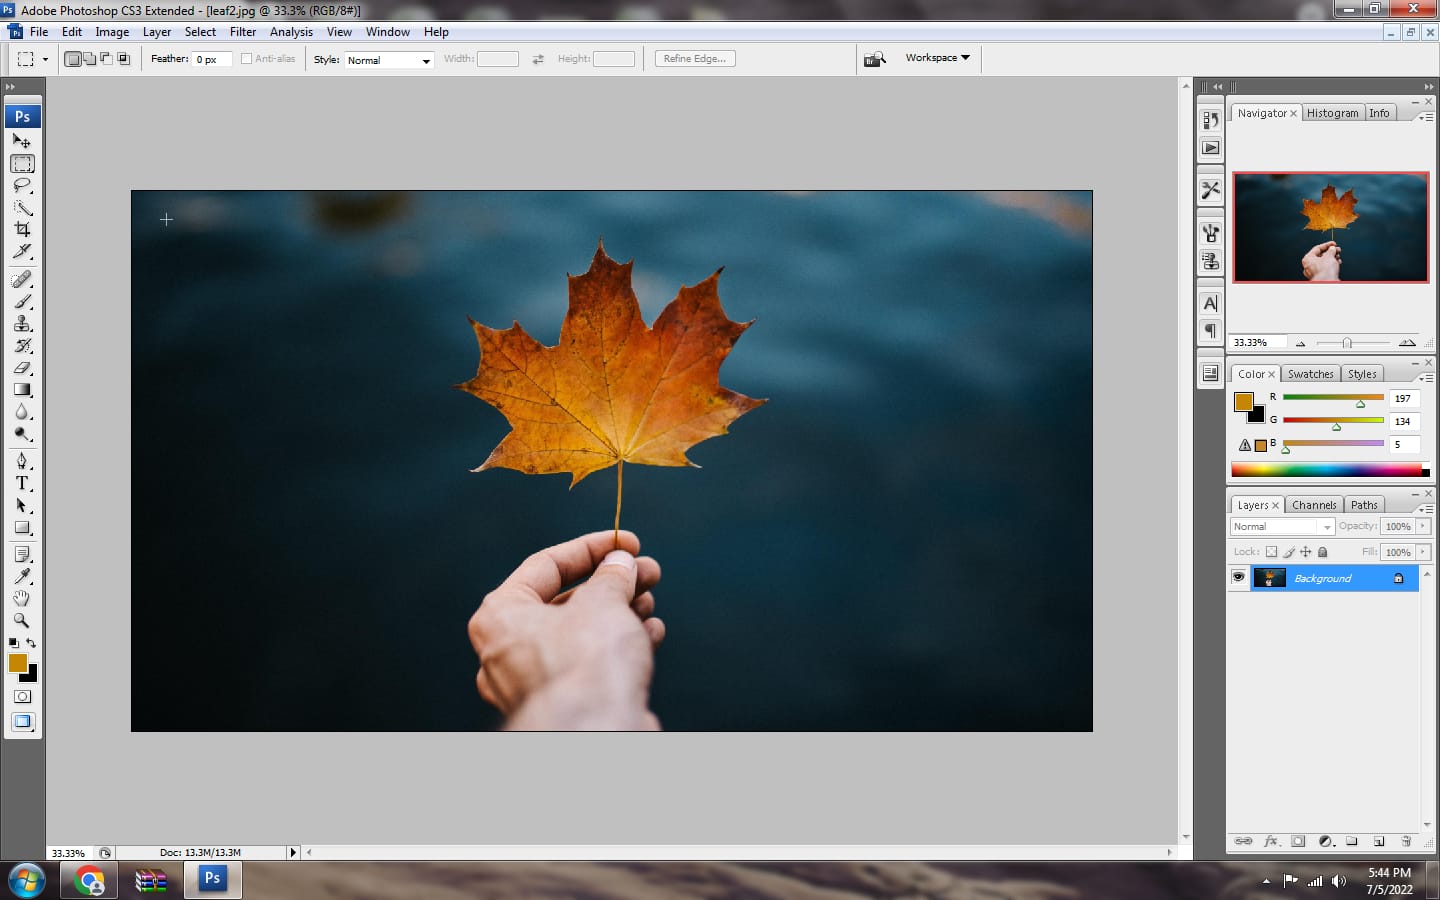 Adobe Photoshop CS3 Extended - [leaf2.jpg @ 33.3% (RGB/8#)]
File Edit Image Layer Select Filter Analysis View Window Help
Feather: 0 px Anti-alias Style: Normal Width: Height: Refine Edge... Br Workspace
Ps
Navigator Histogram Info
33.33%
Color Swatches Styles
R 197
G 134
B 5
Layers Channels Paths
Normal Opacity: 100%
Lock: Fill: 100%
Background
33.33% Doc: 13.3M/13.3M
Ps
5:44 PM
7/5/2022